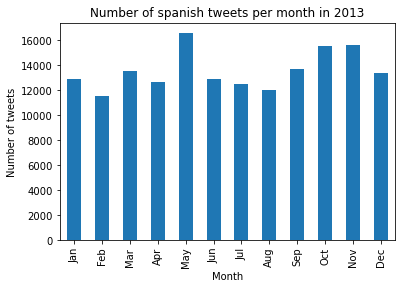 Number of spanish tweets per month in 2013
Number of tweets
16000
14000
12000
10000
8000
6000
4000
2000
0
Jan Feb Mar Apr May Jun Jul Aug Sep Oct Nov Dec
Month